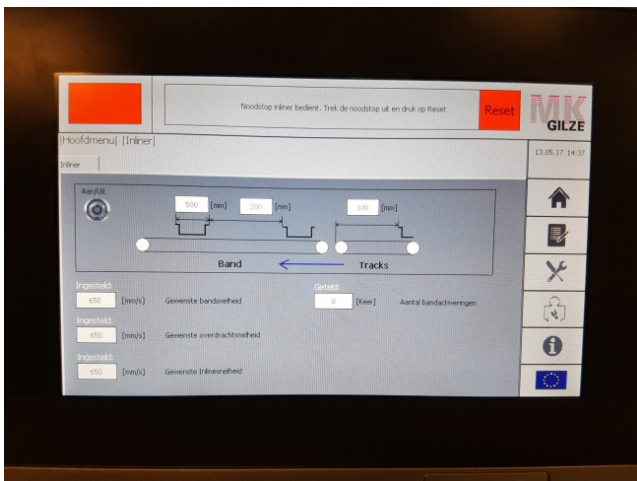 Noodstop inliner bedient. Trek de noodstop uit en druk op Reset
Reset
MK
GILZE
|Hoofdmenu| |Inliner|
13.05.17 14:37
Inliner
Aan/Uit
500 [mm] 200 [mm] 100 [mm]
Band Tracks
Ingesteld: Geteld:
650 [mm/s] Gewenste bandsnelheid 0 [Keer] Aantal bandactiveringen
Ingesteld:
650 [mm/s] Gewenste overdrachtsnelheid
Ingesteld:
650 [mm/s] Gewenste Inlinesnelheid